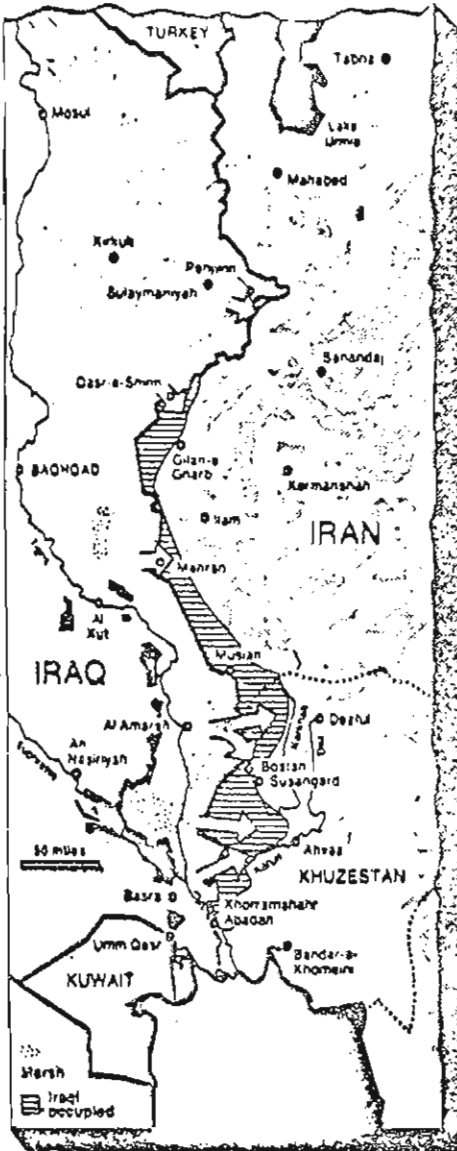 TURKEY
Mosul
Lake
Urmia
Mahabad
Kirkuk
Sulaymaniyah
Sanandaj
Qasr-e-Shirin
Gilan-e
Gharb
BAGHDAD
Kermanshah
Ilam
IRAN
Mehran
Al
Kut
IRAQ
Musian
Al Amarah
Dezful
An
Nasiriyah
Bostan
Susangard
50 miles
Karun
Ahvaz
KHUZESTAN
Basra
Khorramshahr
Abadan
Umm Qasr
Bandar-e-
Khomeini
KUWAIT
Marsh
Iraqi
occupied